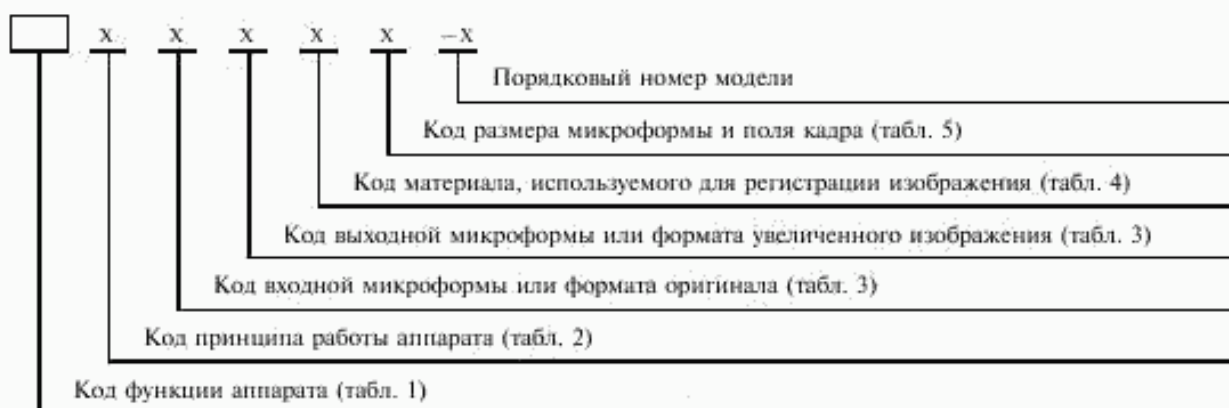 х х х х х –х
Порядковый номер модели
Код размера микроформы и поля кадра (табл. 5)
Код материала, используемого для регистрации изображения (табл. 4)
Код выходной микроформы или формата увеличенного изображения (табл. 3)
Код входной микроформы или формата оригинала (табл. 3)
Код принципа работы аппарата (табл. 2)
Код функции аппарата (табл. 1)